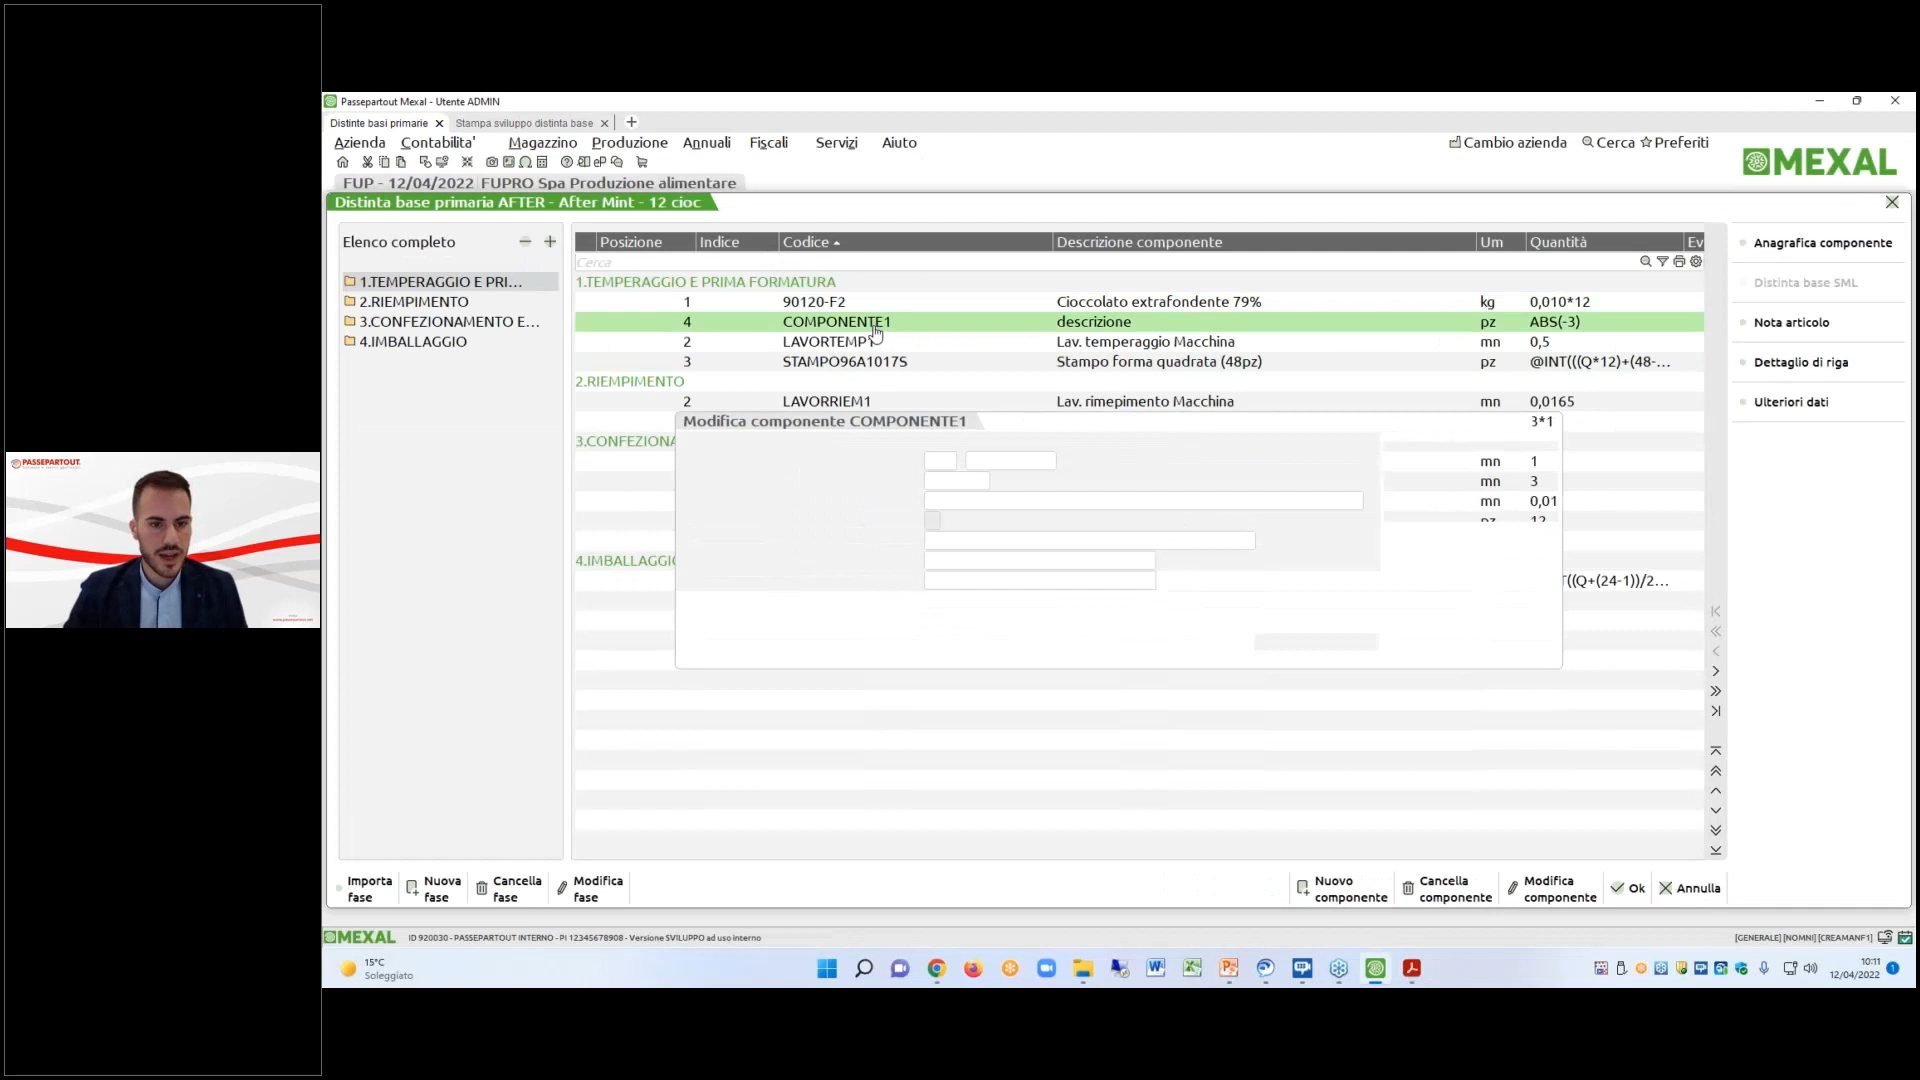 PASSEPARTOUT
Passepartout Mexal - Utente ADMIN
Distinte basi primarie
Stampa sviluppo distinta base
Azienda Contabilita' Magazzino Produzione Annuali Fiscali Servizi Aiuto
Cambio azienda Cerca Preferiti
MEXAL
FUP - 12/04/2022 FUPRO Spa Produzione alimentare
Distinta base primaria AFTER - After Mint - 12 cioc
Elenco completo
1.TEMPERAGGIO E PRI...
2.RIEMPIMENTO
3.CONFEZIONAMENTO E...
4.IMBALLAGGIO
Posizione Indice Codice Descrizione componente Um Quantità Ev
Cerca
1.TEMPERAGGIO E PRIMA FORMATURA
1 90120-F2 Cioccolato extrafondente 79% kg 0,010*12
4 COMPONENTE1 descrizione pz ABS(-3)
2 LAVORTEMP1 Lav. temperaggio Macchina mn 0,5
3 STAMPO96A1017S Stampo forma quadrata (48pz) pz @INT(((Q*12)+(48-...
2.RIEMPIMENTO
2 LAVORRIEM1 Lav. rimepimento Macchina mn 0,0165
Modifica componente COMPONENTE1
3*1
3.CONFEZIONA
mn 1
mn 3
mn 0,01
pz 12
4.IMBALLAGGIO
T((Q+(24-1))/2...
Anagrafica componente
Distinta base SML
Nota articolo
Dettaglio di riga
Ulteriori dati
Importa fase
Nuova fase
Cancella fase
Modifica fase
Nuovo componente
Cancella componente
Modifica componente
Ok
Annulla
MEXAL ID 920030 - PASSEPARTOUT INTERNO - PI 12345678908 - Versione SVILUPPO ad uso interno
[GENERALE] [NOMNI] [CREAMANF1]
15°C
Soleggiato
10:11
12/04/2022
1